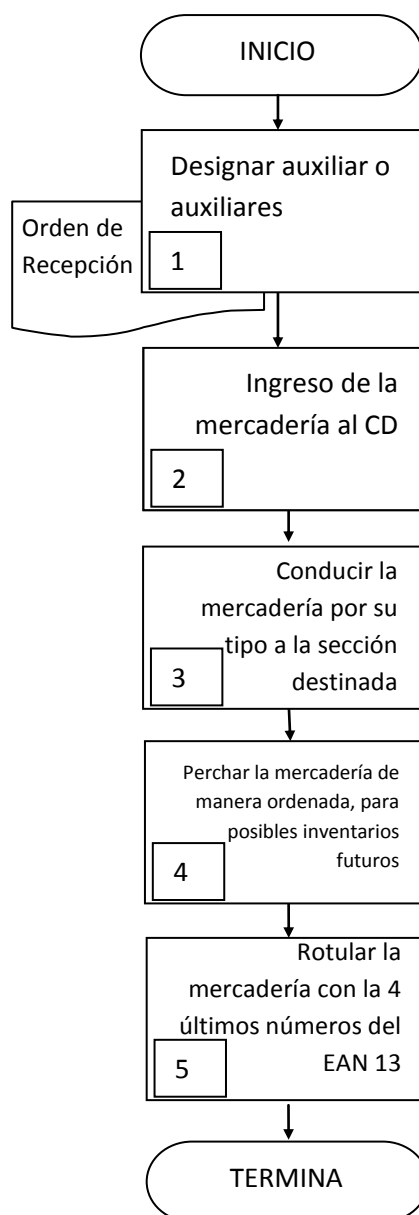 INICIO
Designar auxiliar o
auxiliares
Orden de
Recepción
1
Ingreso de la
mercadería al CD
2
Conducir la
mercadería por su
tipo a la sección
destinada
3
Perchar la mercadería de
manera ordenada, para
posibles inventarios
futuros
4
Rotular la
mercadería con la 4
últimos números del
EAN 13
5
TERMINA